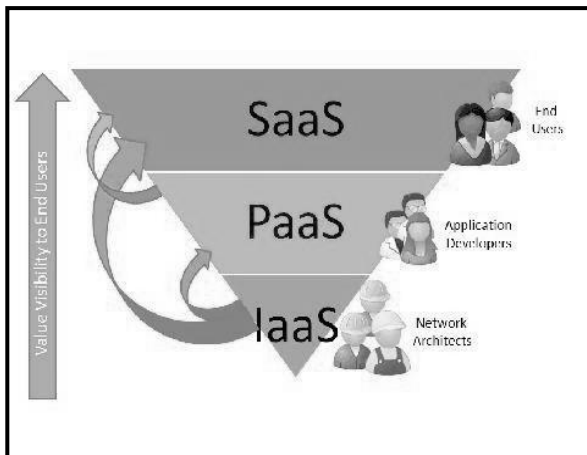 Value Visibility to End Users
SaaS
End
Users
PaaS
Application
Developers
IaaS
Network
Architects